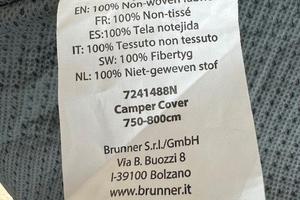 EN: 100% Non-woven fabric
FR: 100% Non-tissé
ES:100% Tela notejida
IT: 100% Tessuto non tessuto
SW: 100% Fibertyg
NL: 100% Niet-geweven stof
7241488N
Camper Cover
750-800cm
Brunner S.r.l./GmbH
Via B. Buozzi 8
I-39100 Bolzano
www.brunner.it